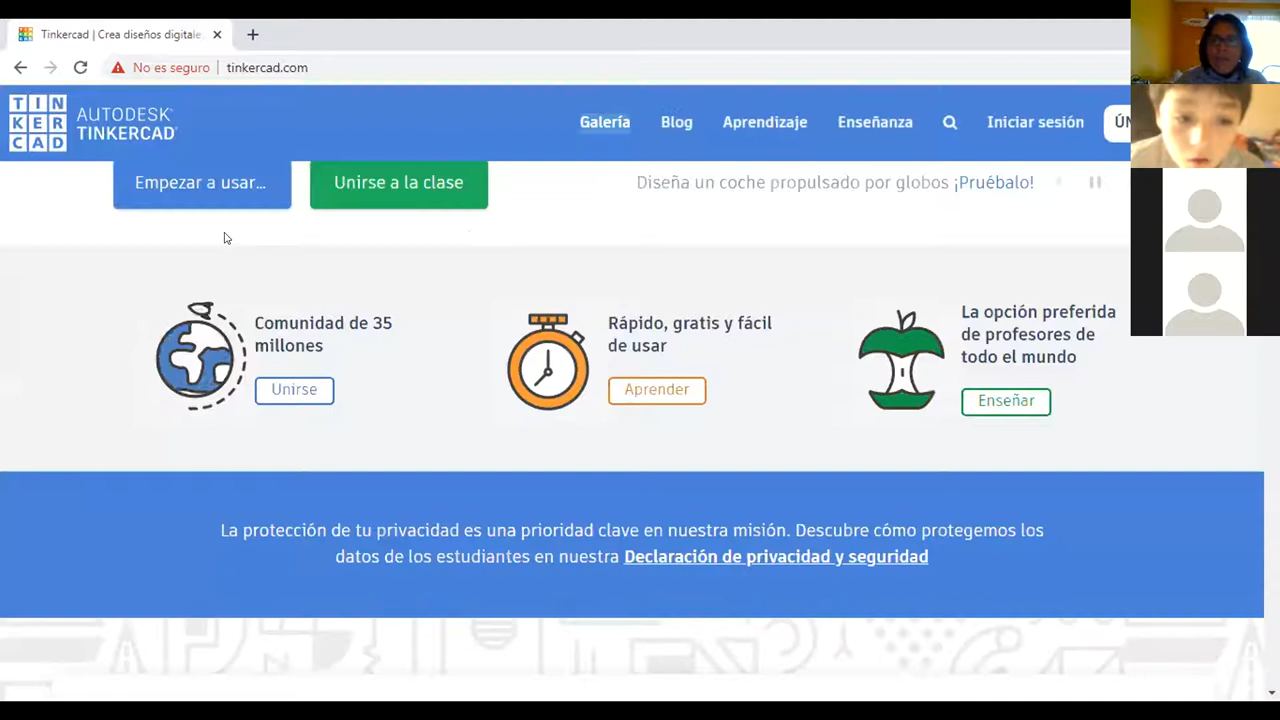 Tinkercad | Crea diseños digitale
No es seguro | tinkercad.com
TIN
KER
CAD
AUTODESK
TINKERCAD
Galería
Blog
Aprendizaje
Enseñanza
Iniciar sesión
ÚN
Empezar a usar...
Unirse a la clase
Diseña un coche propulsado por globos ¡Pruébalo!
Comunidad de 35
millones
Unirse
Rápido, gratis y fácil
de usar
Aprender
La opción preferida
de profesores de
todo el mundo
Enseñar
La protección de tu privacidad es una prioridad clave en nuestra misión. Descubre cómo protegemos los
datos de los estudiantes en nuestra Declaración de privacidad y seguridad